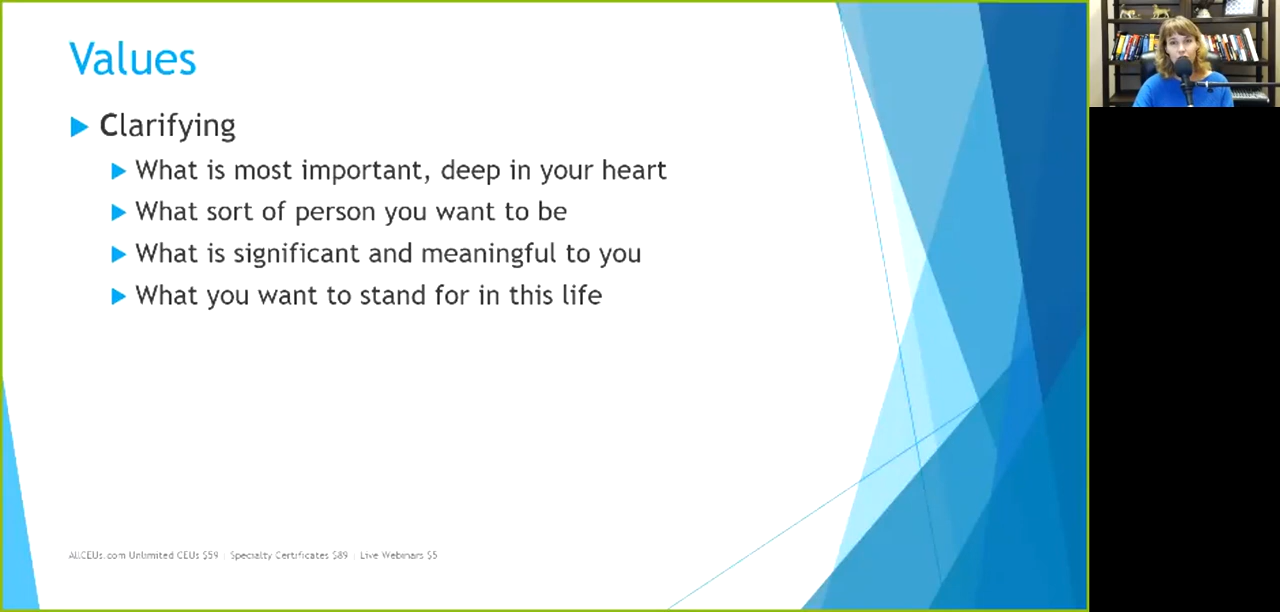 Values
Clarifying
What is most important, deep in your heart
What sort of person you want to be
What is significant and meaningful to you
What you want to stand for in this life
AllCEUs.com Unlimited CEUs $59 | Specialty Certificates $89 | Live Webinars $5